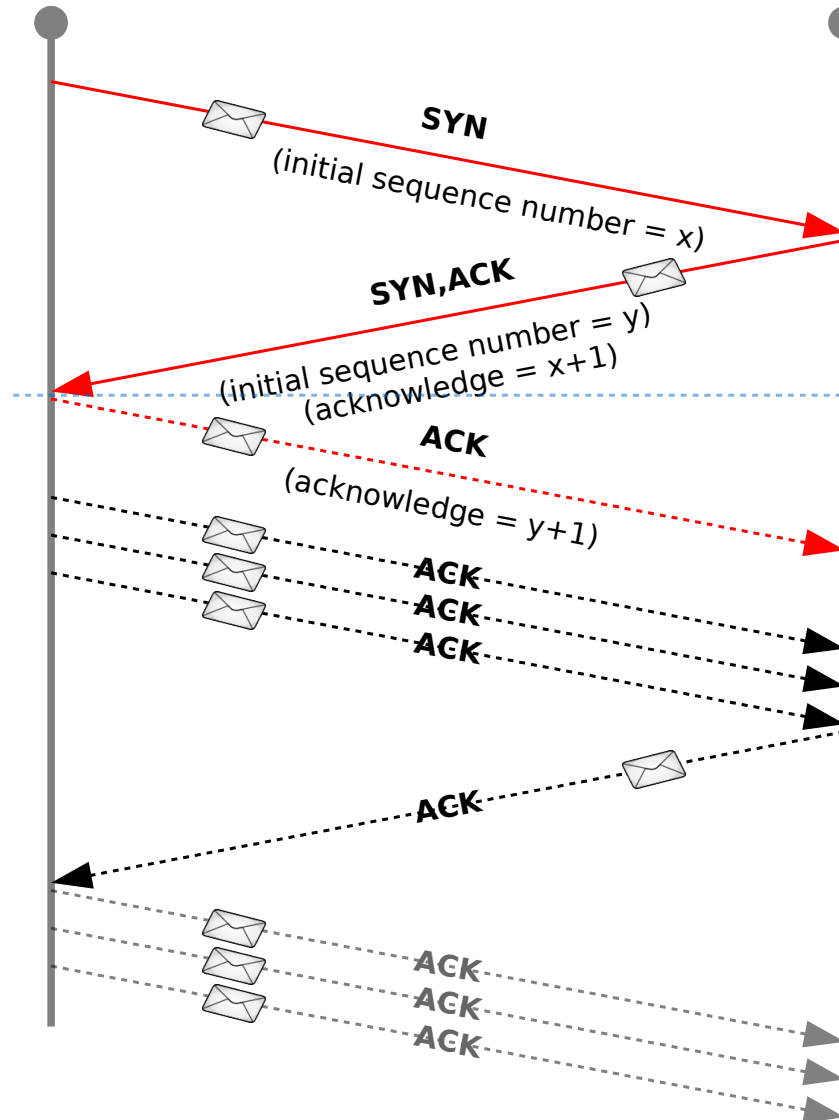 SYN
(initial sequence number = x)
SYN,ACK
(initial sequence number = y)
(acknowledge = x+1)
ACK
(acknowledge = y+1)
ACK
ACK
ACK
ACK
ACK
ACK
ACK